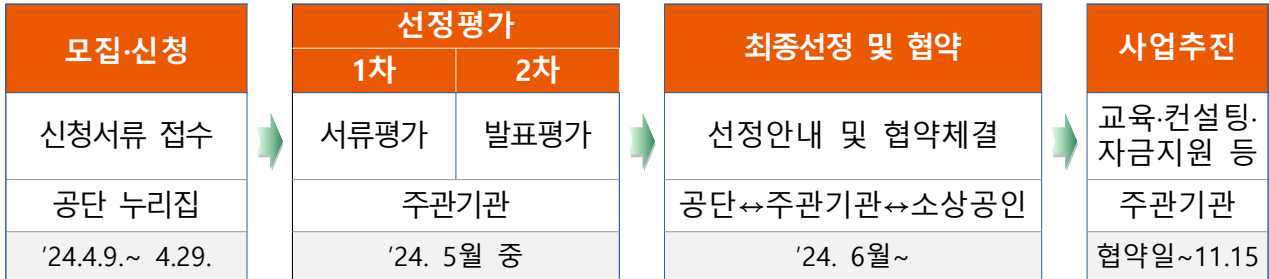 모집·신청
선정평가
1차 2차
최종선정 및 협약
사업추진
신청서류 접수
서류평가 발표평가
선정안내 및 협약체결
교육·컨설팅·
자금지원 등
공단 누리집
주관기관
공단↔주관기관↔소상공인
주관기관
'24.4.9.~ 4.29.
'24. 5월 중
'24. 6월~
협약일~11.15